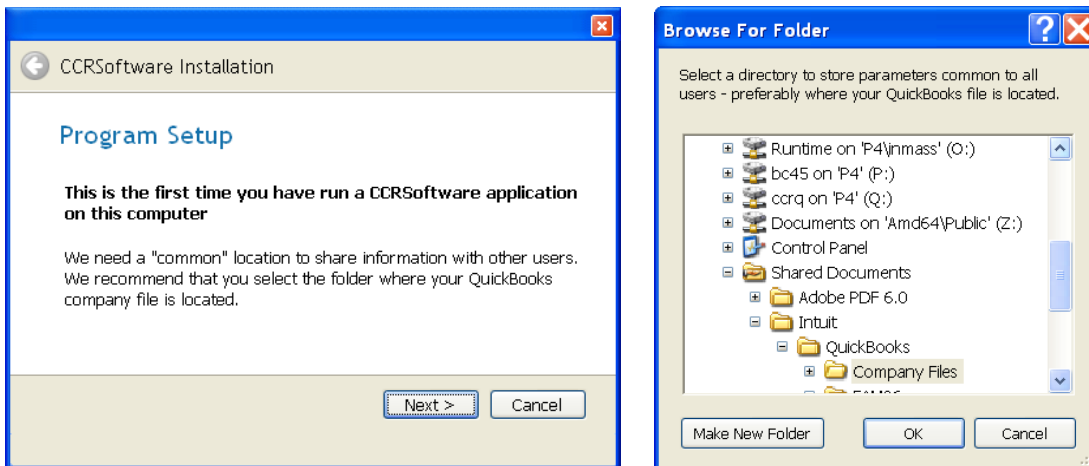 CCRSoftware Installation
Program Setup
This is the first time you have run a CCRSoftware application
on this computer
We need a "common" location to share information with other users.
We recommend that you select the folder where your QuickBooks
company file is located.
Next >
Cancel
Browse For Folder
Select a directory to store parameters common to all
users - preferably where your QuickBooks file is located.
Runtime on 'P4\inmass' (O:)
bc45 on 'P4' (P:)
ccrq on 'P4' (Q:)
Documents on 'Amd64\Public' (Z:)
Control Panel
Shared Documents
Adobe PDF 6.0
Intuit
QuickBooks
Company Files
Make New Folder
OK
Cancel